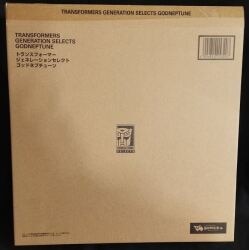 TRANSFORMERS GENERATION SELECTS GODNEPTUNE
TRANSFORMERS
GENERATION SELECTS
GODNEPTUNE
トランスフォーマー
ジェネレーションセレクト
ゴッドネプチューン